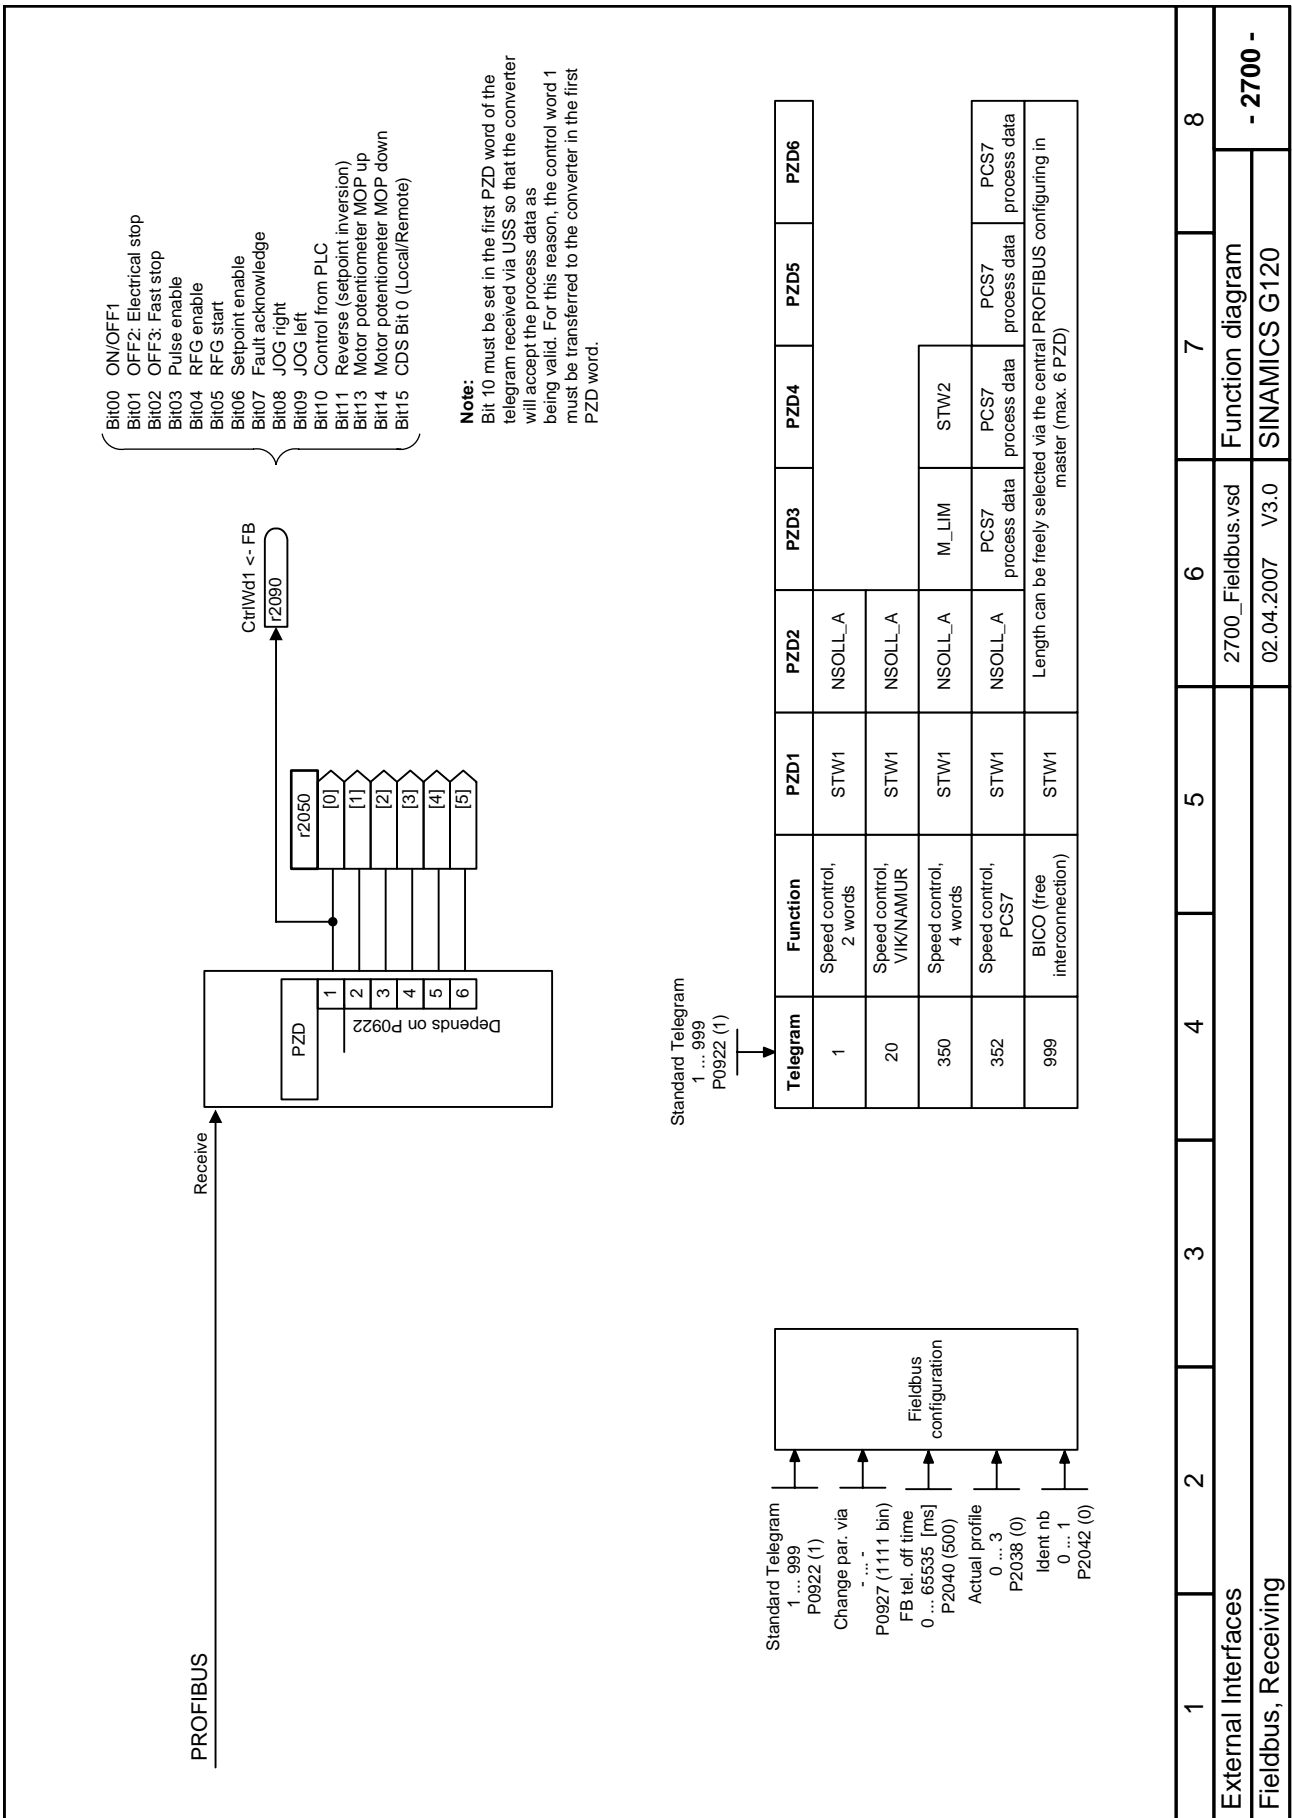 PROFIBUS
Receive
PZD
1
2
3
4
5
6
Depends on P0922
r2050
[0]
[1]
[2]
[3]
[4]
[5]
CtrlWd1 <- FB
r2090
Bit00 ON/OFF1
Bit01 OFF2: Electrical stop
Bit02 OFF3: Fast stop
Bit03 Pulse enable
Bit04 RFG enable
Bit05 RFG start
Bit06 Setpoint enable
Bit07 Fault acknowledge
Bit08 JOG right
Bit09 JOG left
Bit10 Control from PLC
Bit11 Reverse (setpoint inversion)
Bit13 Motor potentiometer MOP up
Bit14 Motor potentiometer MOP down
Bit15 CDS Bit 0 (Local/Remote)
Note:
Bit 10 must be set in the first PZD word of the
telegram received via USS so that the converter
will accept the process data as
being valid. For this reason, the control word 1
must be transferred to the converter in the first
PZD word.
Standard Telegram
1 ... 999
P0922 (1)
Change par. via
- ... -
P0927 (1111 bin)
FB tel. off time
0 ... 65535 [ms]
P2040 (500)
Actual profile
0 ... 3
P2038 (0)
Ident nb
0 ... 1
P2042 (0)
Fieldbus
configuration
Standard Telegram
1 ... 999
P0922 (1)
Telegram Function PZD1 PZD2 PZD3 PZD4 PZD5 PZD6
1 Speed control, STW1 NSOLL_A
2 words
20 Speed control, STW1 NSOLL_A
VIK/NAMUR
350 Speed control, STW1 NSOLL_A M_LIM STW2
4 words
352 Speed control, STW1 NSOLL_A PCS7 PCS7 PCS7 PCS7
PCS7 process data process data process data process data
999 BICO (free STW1 Length can be freely selected via the central PROFIBUS configuring in
interconnection) master (max. 6 PZD)
1 2 3 4 5 6 7 8
External Interfaces 2700_Fieldbus.vsd Function diagram - 2700 -
Fieldbus, Receiving 02.04.2007 V3.0 SINAMICS G120